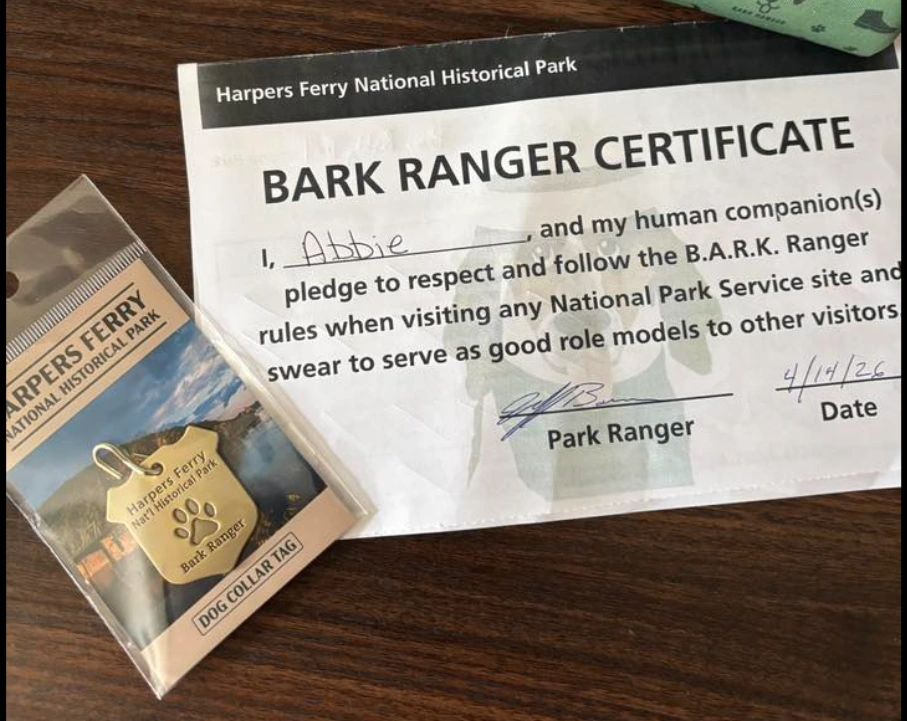 BARK RANGER
Harpers Ferry National Historical Park
BARK RANGER CERTIFICATE
I, Abbie, and my human companion(s)
pledge to respect and follow the B.A.R.K. Ranger
rules when visiting any National Park Service site and
swear to serve as good role models to other visitors.
4/14/26
Park Ranger
Date
ARPERS FERRY
NATIONAL HISTORICAL PARK
Harpers Ferry
Nat'l Historical Park
Bark Ranger
DOG COLLAR TAG